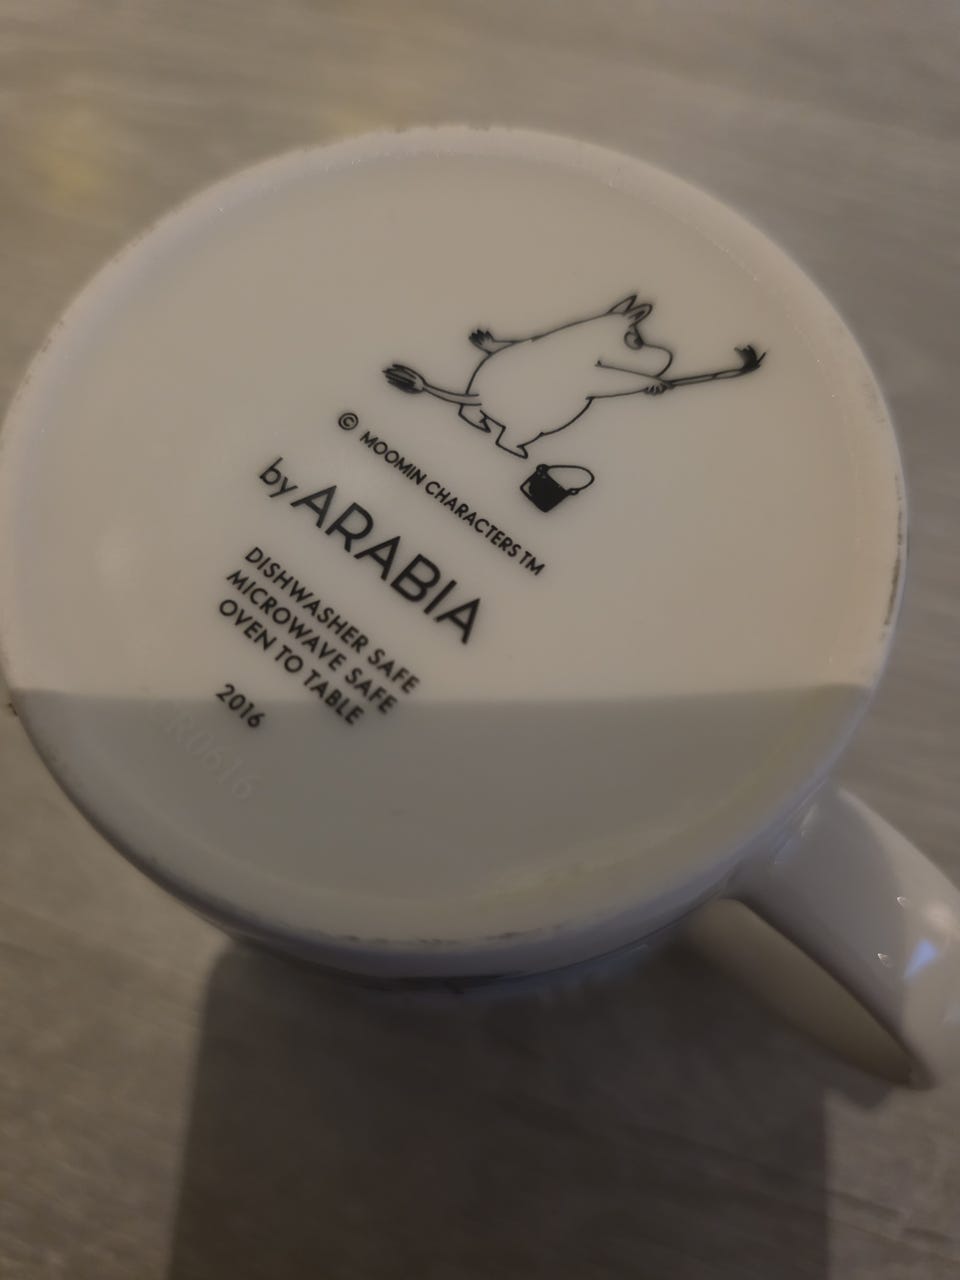 © MOOMIN CHARACTERS TM
by ARABIA
DISHWASHER SAFE
MICROWAVE SAFE
OVEN TO TABLE
2016